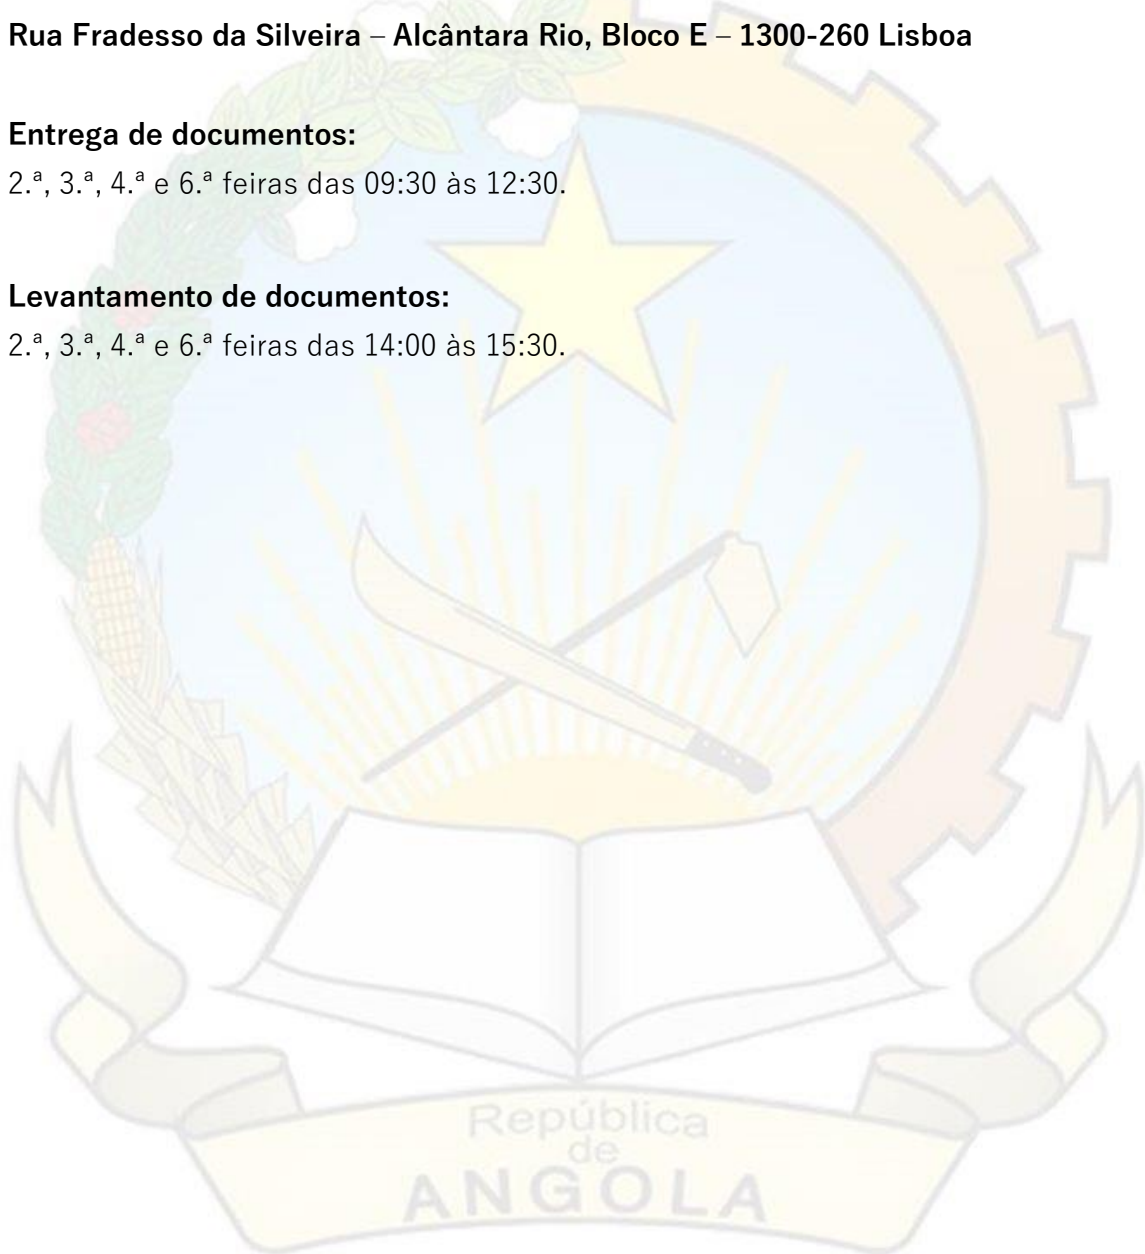 Rua Fradesso da Silveira – Alcântara Rio, Bloco E – 1300-260 Lisboa
Entrega de documentos:
2.ª, 3.ª, 4.ª e 6.ª feiras das 09:30 às 12:30.
Levantamento de documentos:
2.ª, 3.ª, 4.ª e 6.ª feiras das 14:00 às 15:30.
República
de
ANGOLA